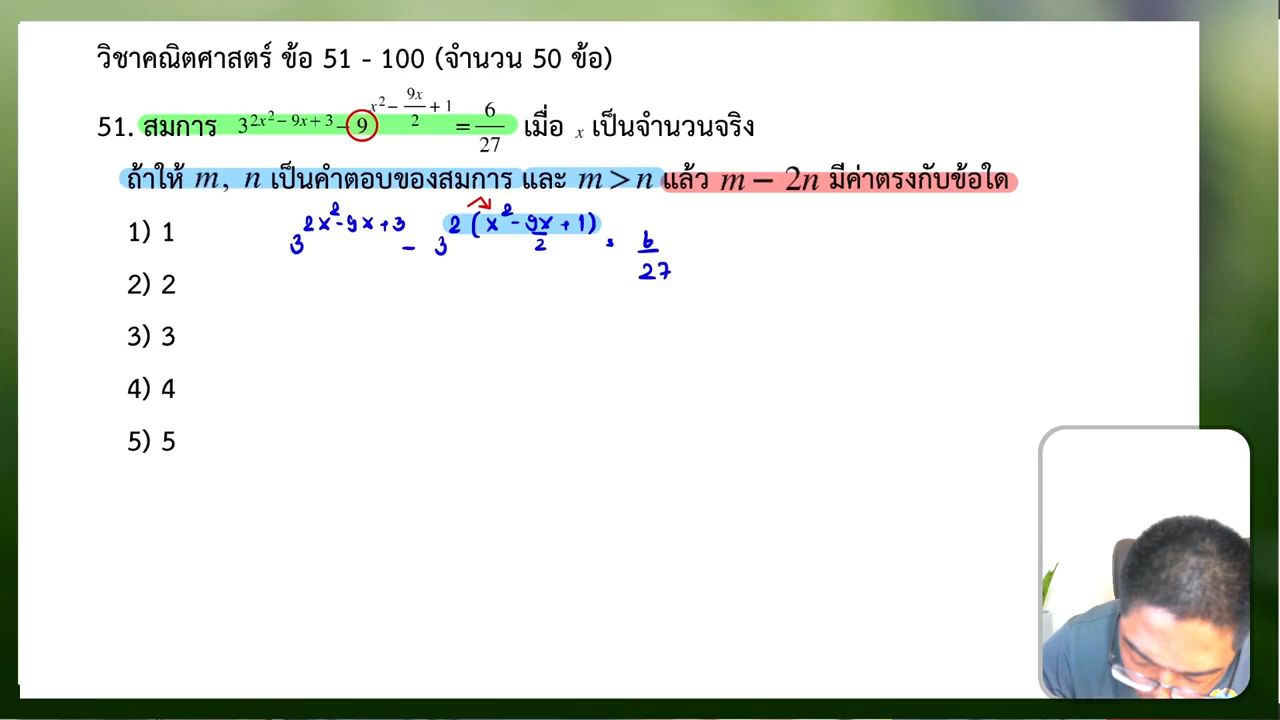 วิชาคณิตศาสตร์ ข้อ 51 - 100 (จำนวน 50 ข้อ)
51. สมการ 3^{2x² − 9x + 3} − 9^{x² − 9x/2 + 1} = 6/27 เมื่อ x เป็นจำนวนจริง
ถ้าให้ m, n เป็นคำตอบของสมการ และ m > n แล้ว m − 2n มีค่าตรงกับข้อใด
1) 1
3^{2x² - 9x + 3} - 3^{2(x² - 9x/2 + 1)} = 6/27
2) 2
3) 3
4) 4
5) 5